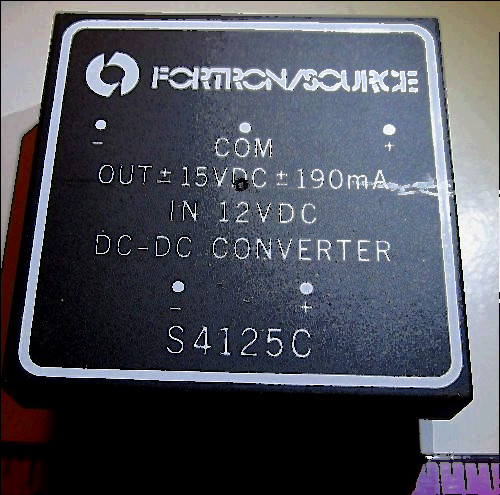 FORTRON/SOURCE
- COM +
OUT ± 15VDC ± 190mA
IN 12VDC
DC-DC CONVERTER
- +
S4125C